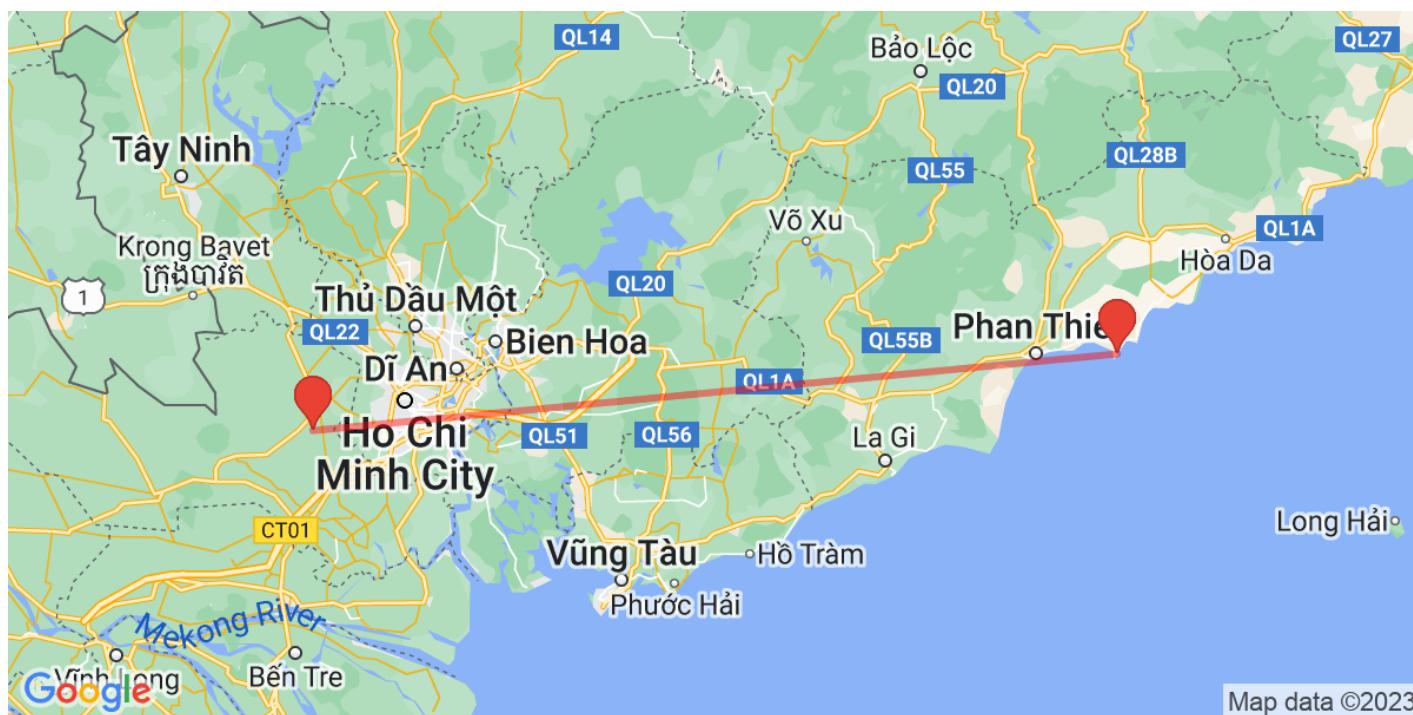 QL14
Bảo Lộc
QL27
QL20
Tây Ninh
QL28B
QL55
Võ Xu
QL1A
Krong Bavet
ក្រុងបាវិត
Hòa Da
1
QL20
Thủ Dầu Một
QL22
Bien Hoa
QL55B
Phan Thie
Dĩ An
QL1A
Ho Chi
Minh City
QL51
QL56
La Gi
CT01
Long Hải
Vũng Tàu
Hồ Tràm
Phước Hải
Mekong River
Vĩnh Long
Bến Tre
Google
Map data ©2023